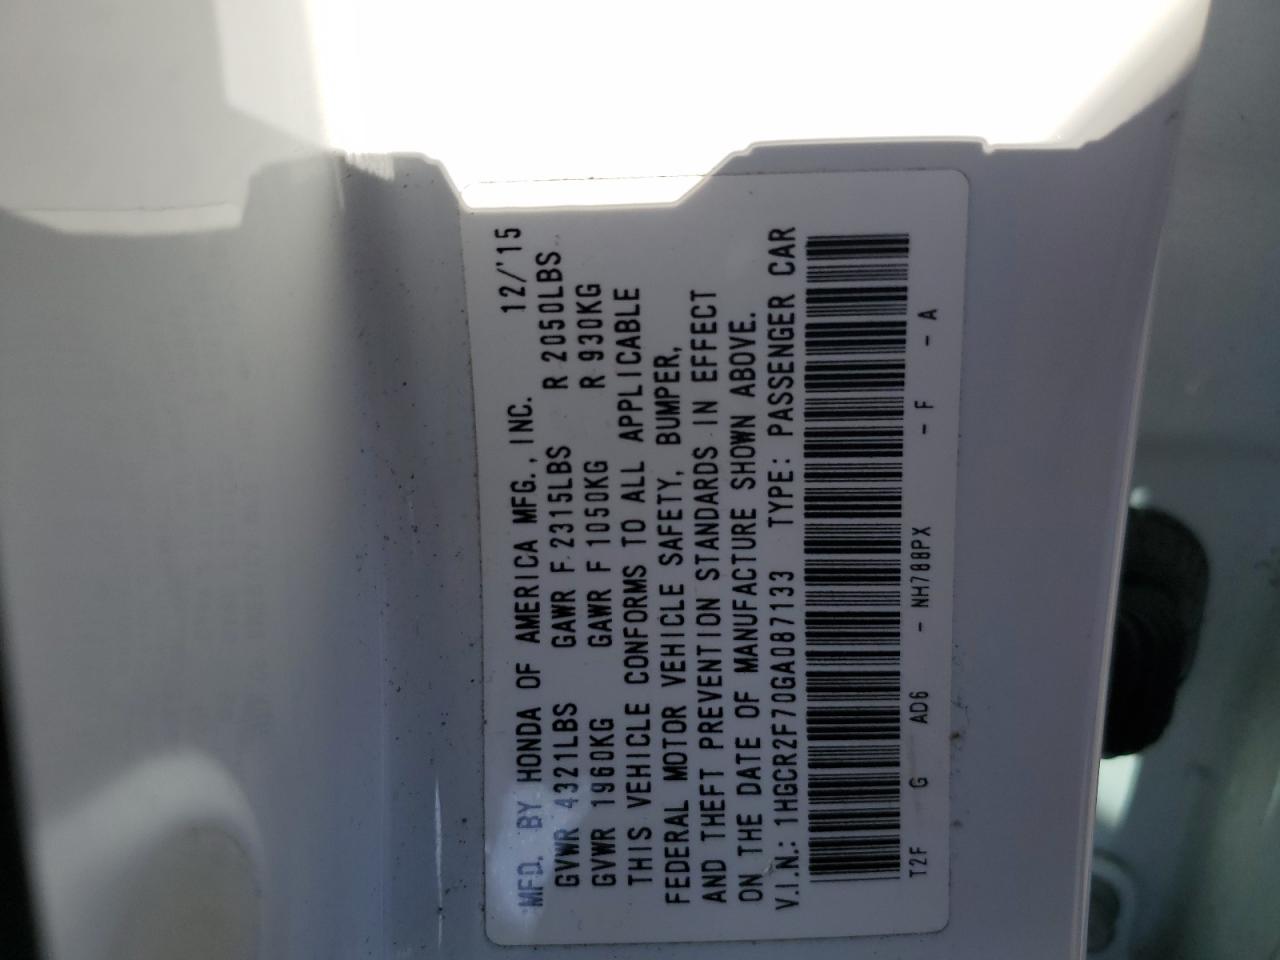 MFD. BY HONDA OF AMERICA MFG., INC. 12/'15
GVWR 4321LBS GAWR F 2315LBS R 2050LBS
GVWR 1960KG GAWR F 1050KG R 930KG
THIS VEHICLE CONFORMS TO ALL APPLICABLE
FEDERAL MOTOR VEHICLE SAFETY, BUMPER,
AND THEFT PREVENTION STANDARDS IN EFFECT
ON THE DATE OF MANUFACTURE SHOWN ABOVE.
V.I.N.: 1HGCR2F70GA087133 TYPE: PASSENGER CAR
T2F G AD6 - NH788PX - F - A